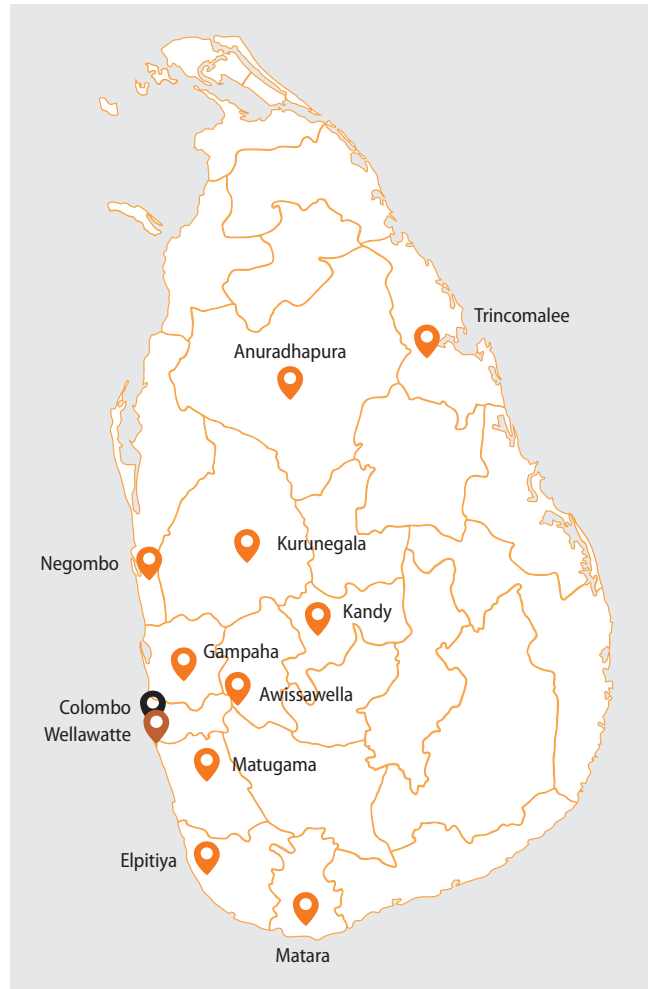 Trincomalee
Anuradhapura
Kurunegala
Negombo
Kandy
Gampaha
Awissawella
Colombo
Wellawatte
Matugama
Elpitiya
Matara